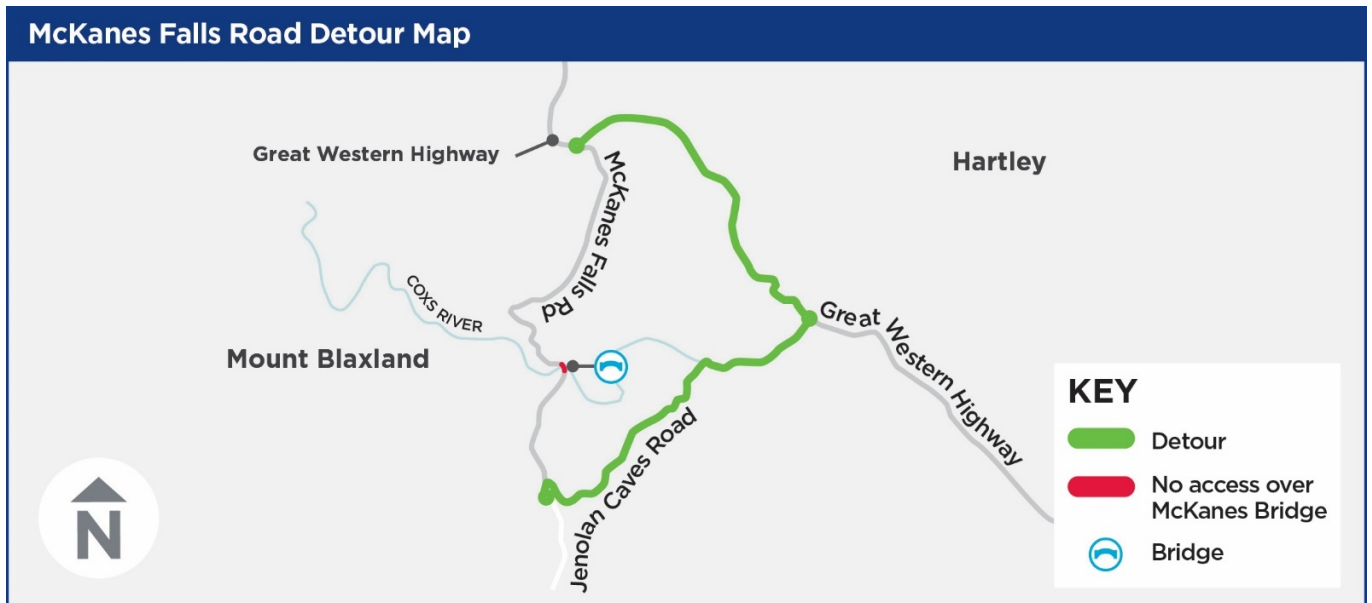 McKanes Falls Road Detour Map
Great Western Highway
Hartley
McKanes Falls Rd
COXS RIVER
Great Western Highway
Mount Blaxland
Jenolan Caves Road
N
KEY
Detour
No access over
McKanes Bridge
Bridge